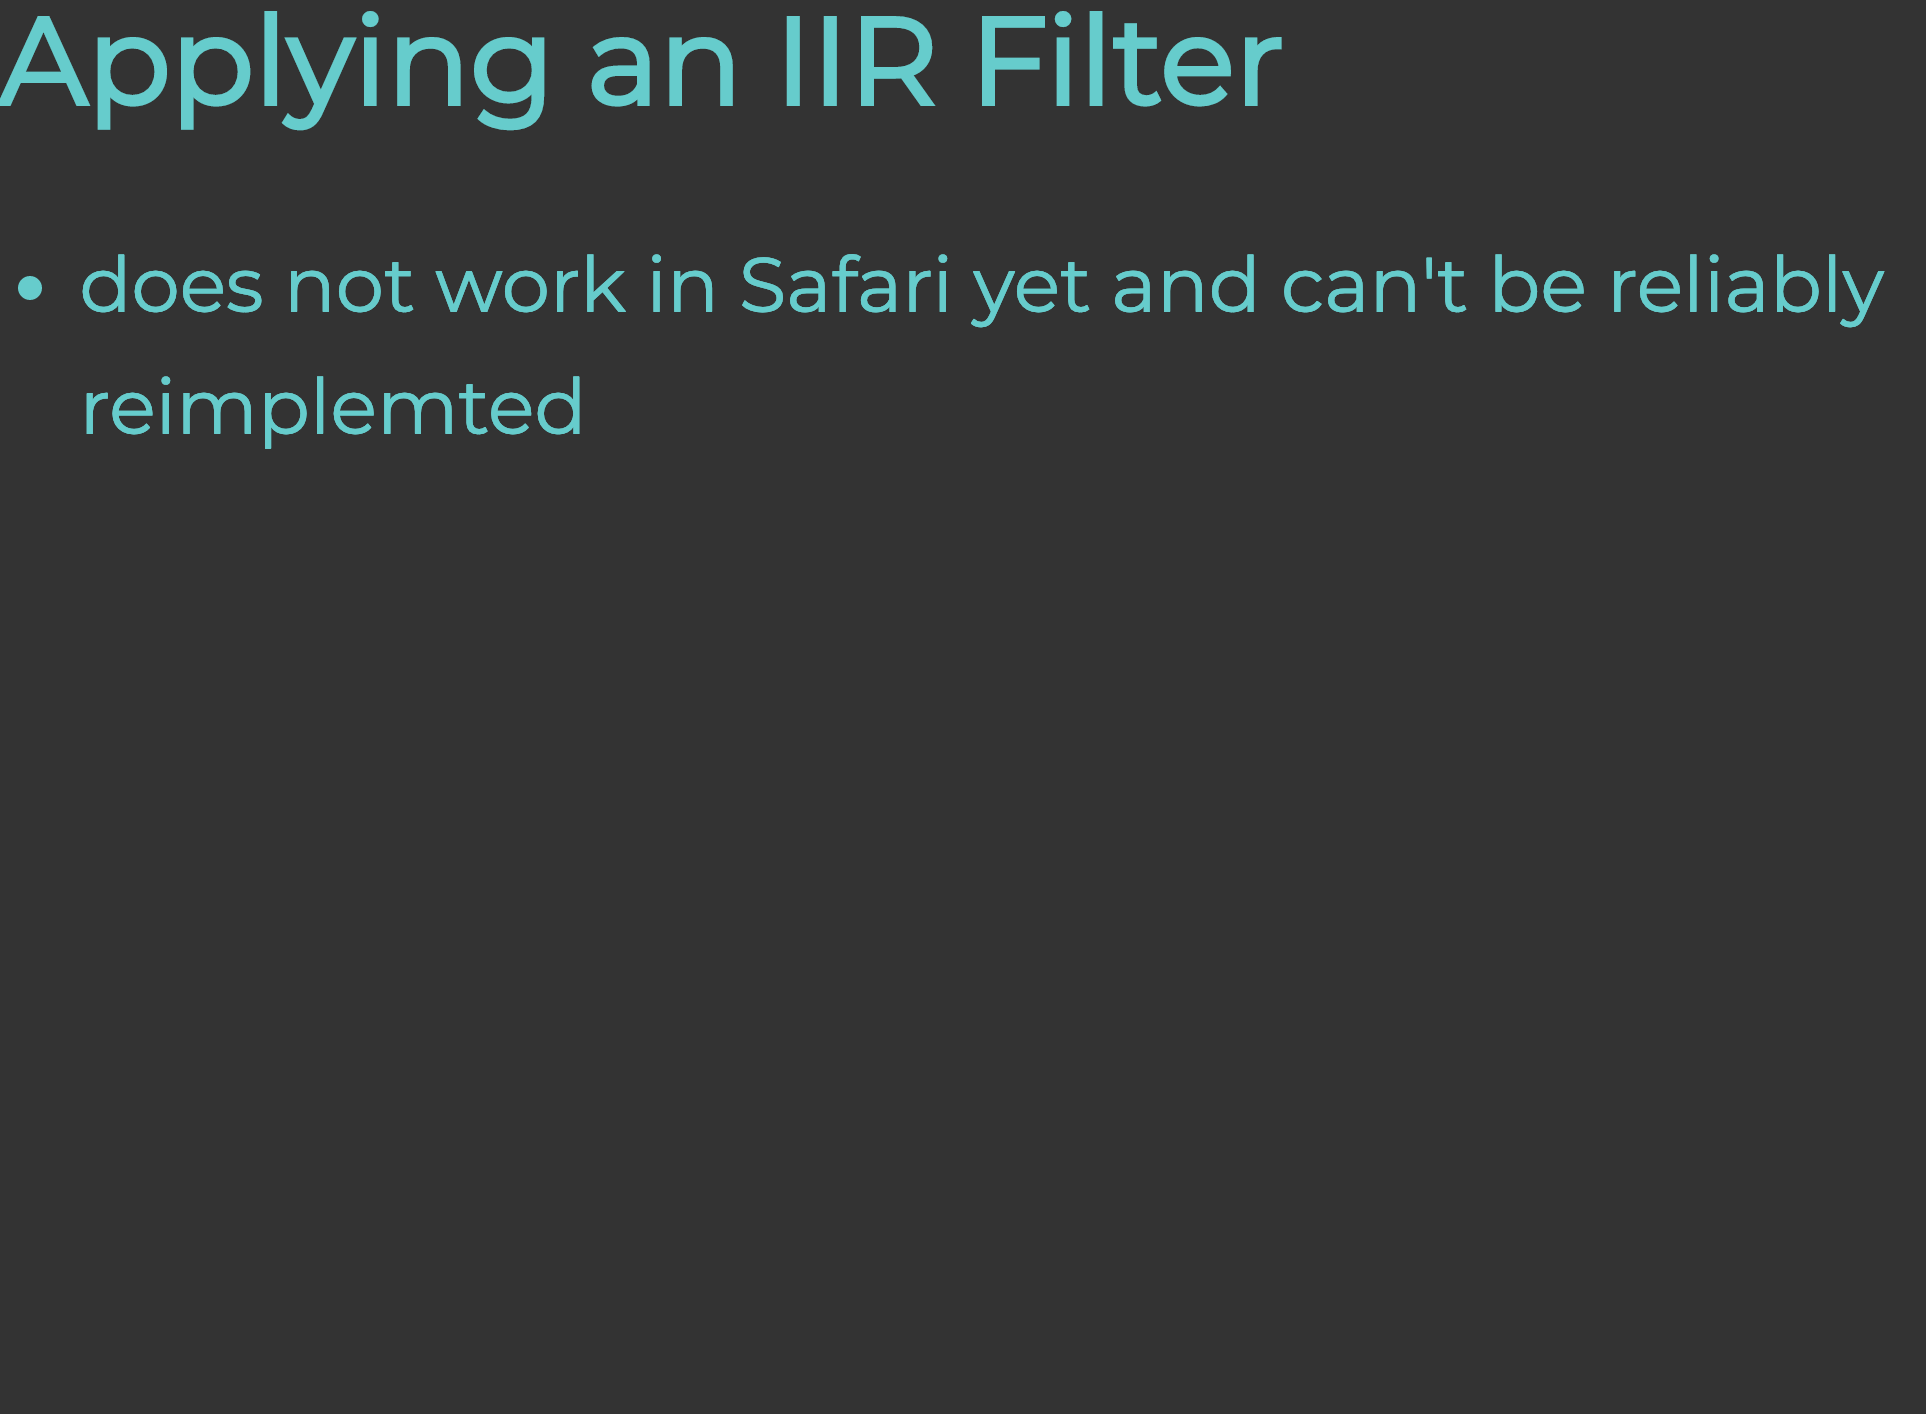 Applying an IIR Filter
• does not work in Safari yet and can't be reliably
reimplemted